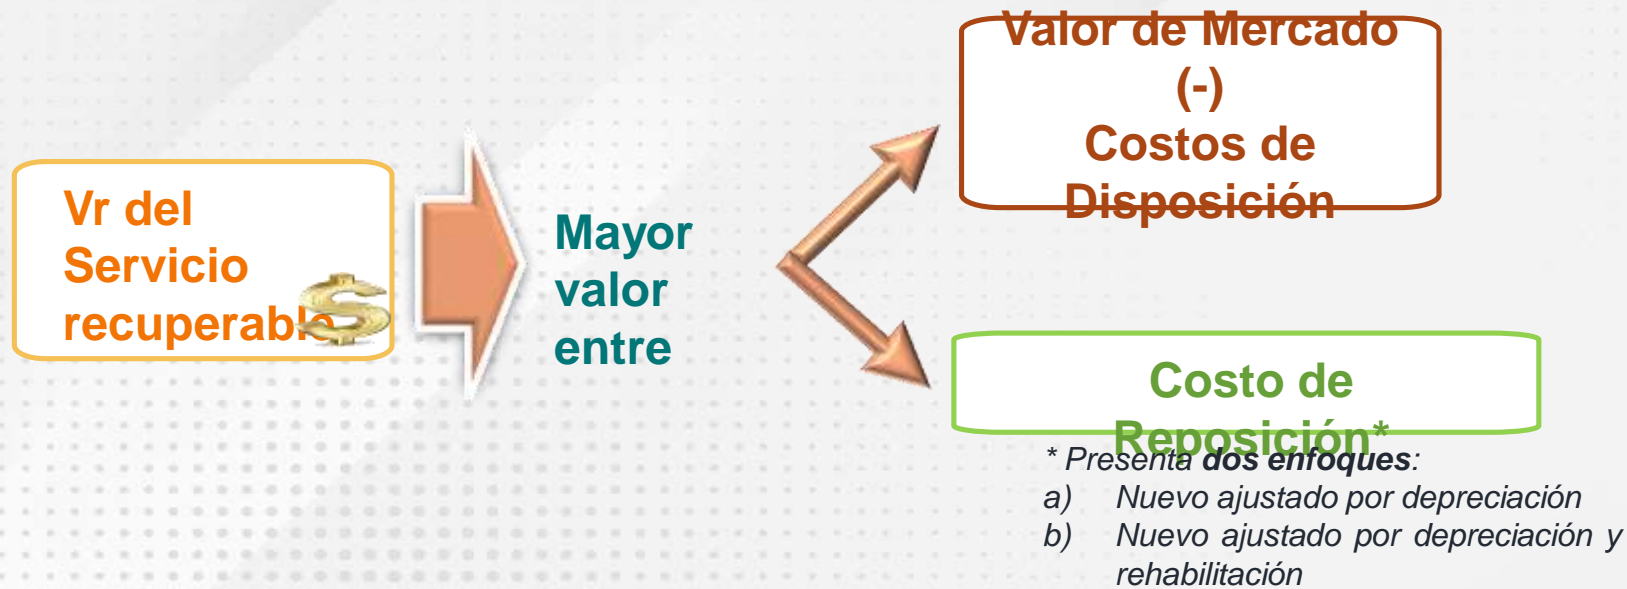 Vr del
Servicio
recuperable
Mayor
valor
entre
Valor de Mercado
(-)
Costos de
Disposición
Costo de
Reposición*
* Presenta dos enfoques:
a) Nuevo ajustado por depreciación
b) Nuevo ajustado por depreciación y
rehabilitación